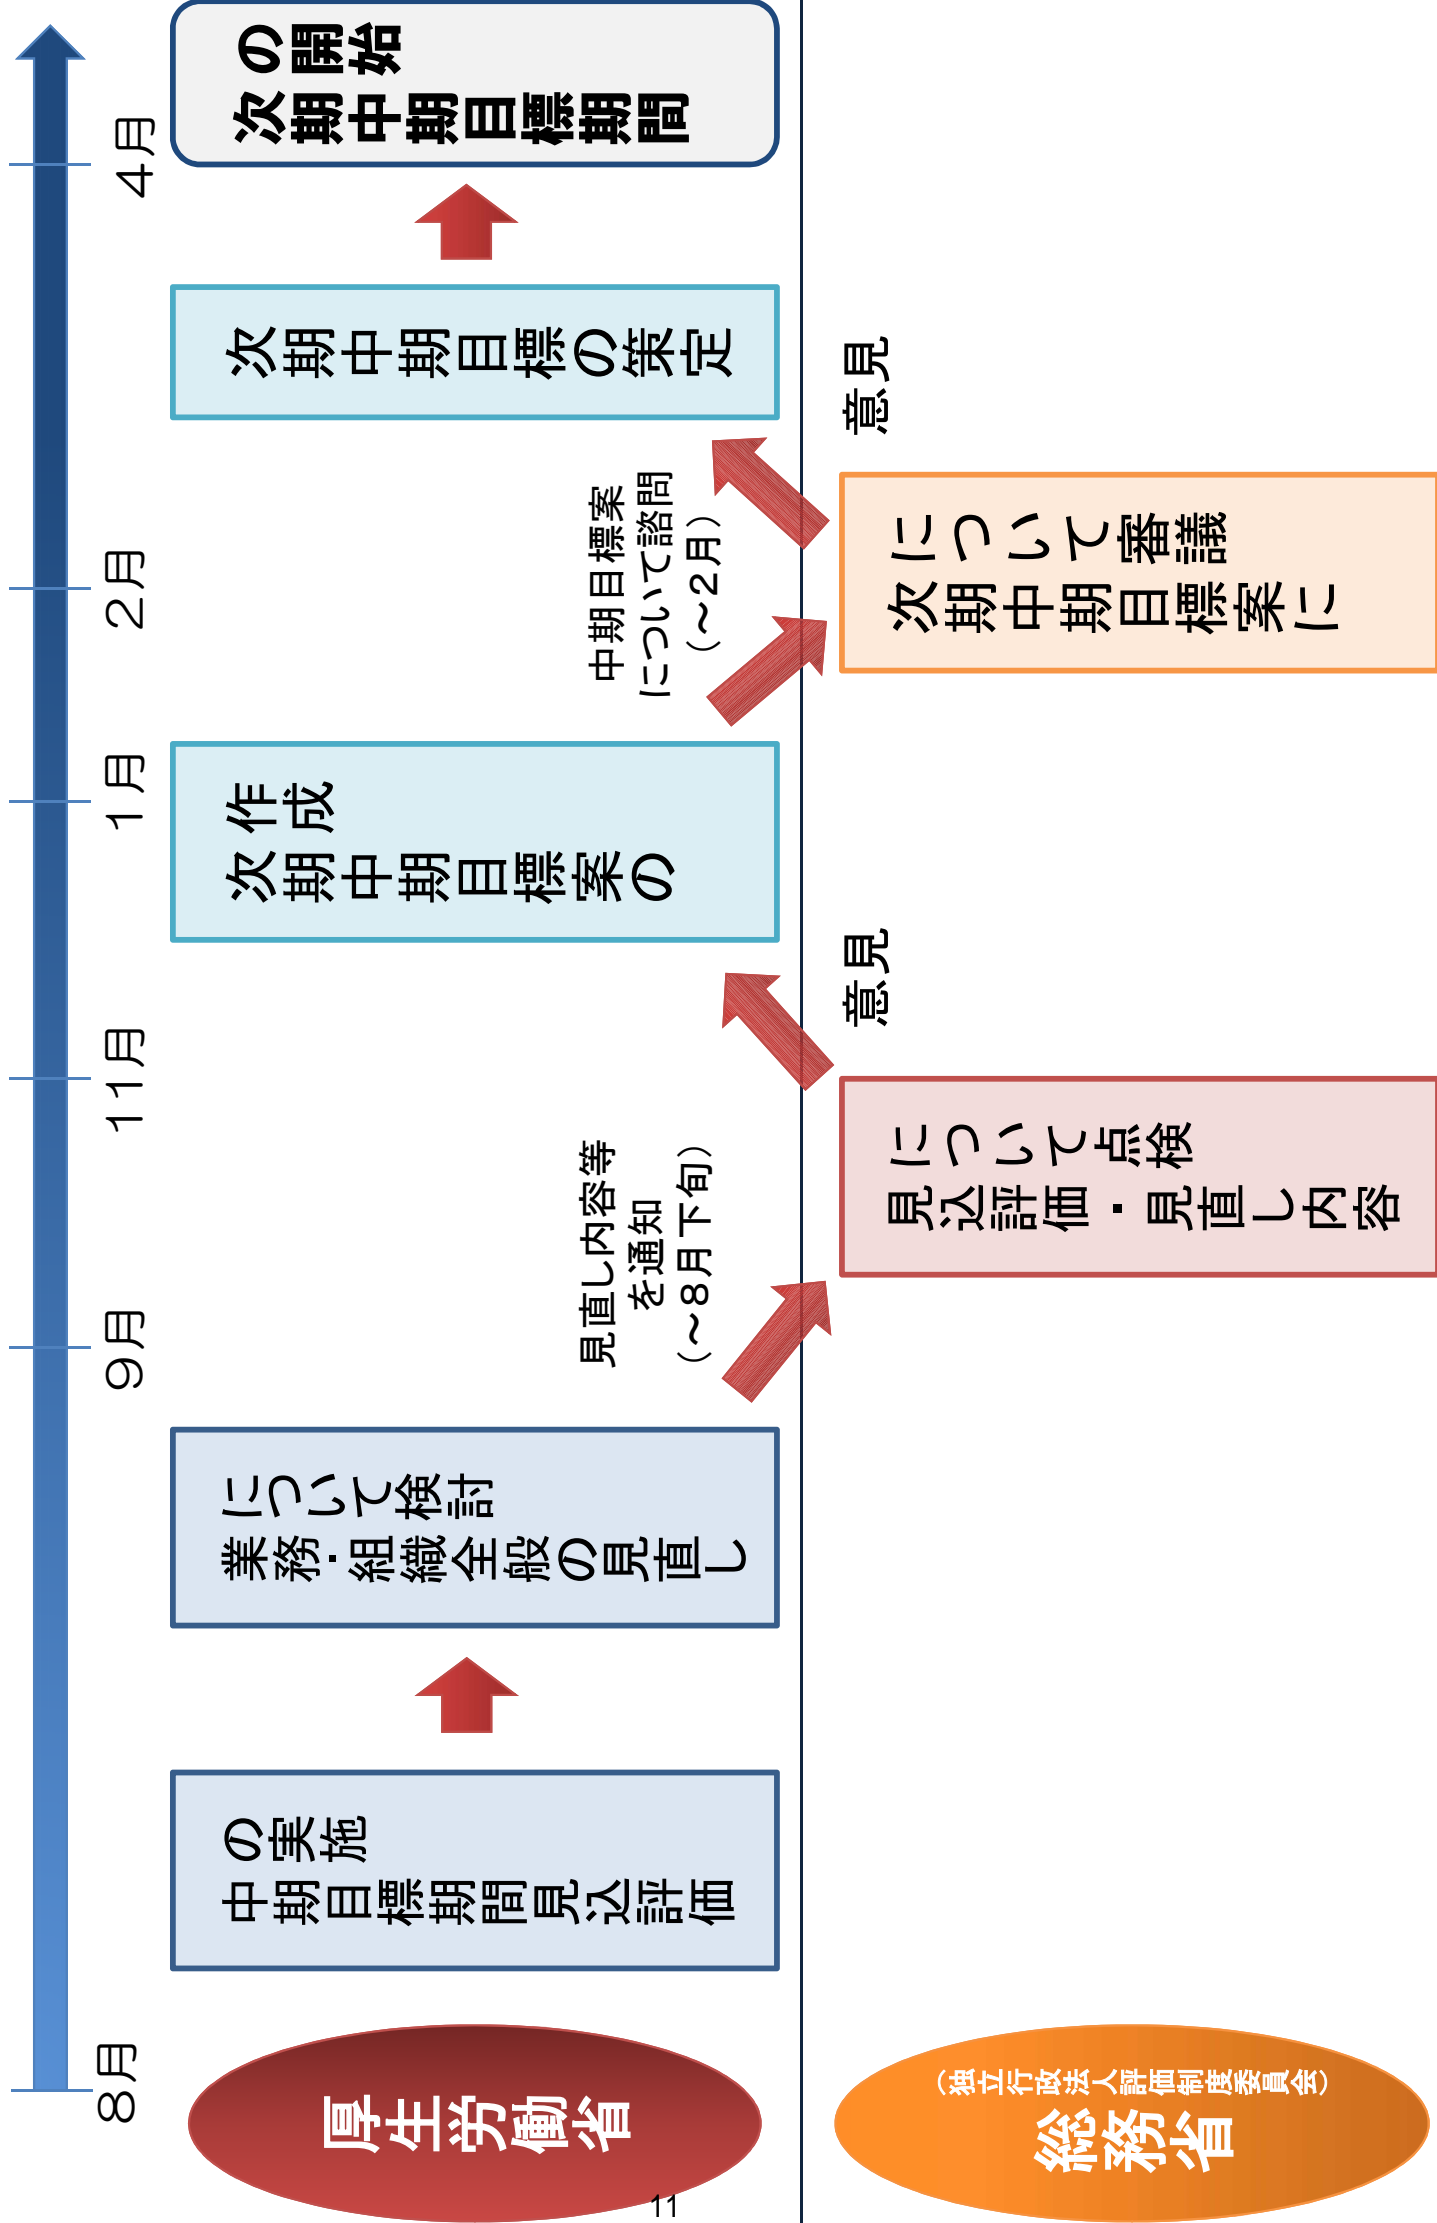 8月
9月
11月
1月
2月
4月
厚生労働省
中期目標期間見込評価
の実施
業務・組織全般の見直し
について検討
見直し内容等
を通知
（～8月下旬）
次期中期目標案の
作成
中期目標案
について諮問
（～2月）
次期中期目標の策定
次期中期目標期間
の開始
総務省
（独立行政法人評価制度委員会）
見込評価・見直し内容
について点検
意見
次期中期目標案に
について審議
意見
11